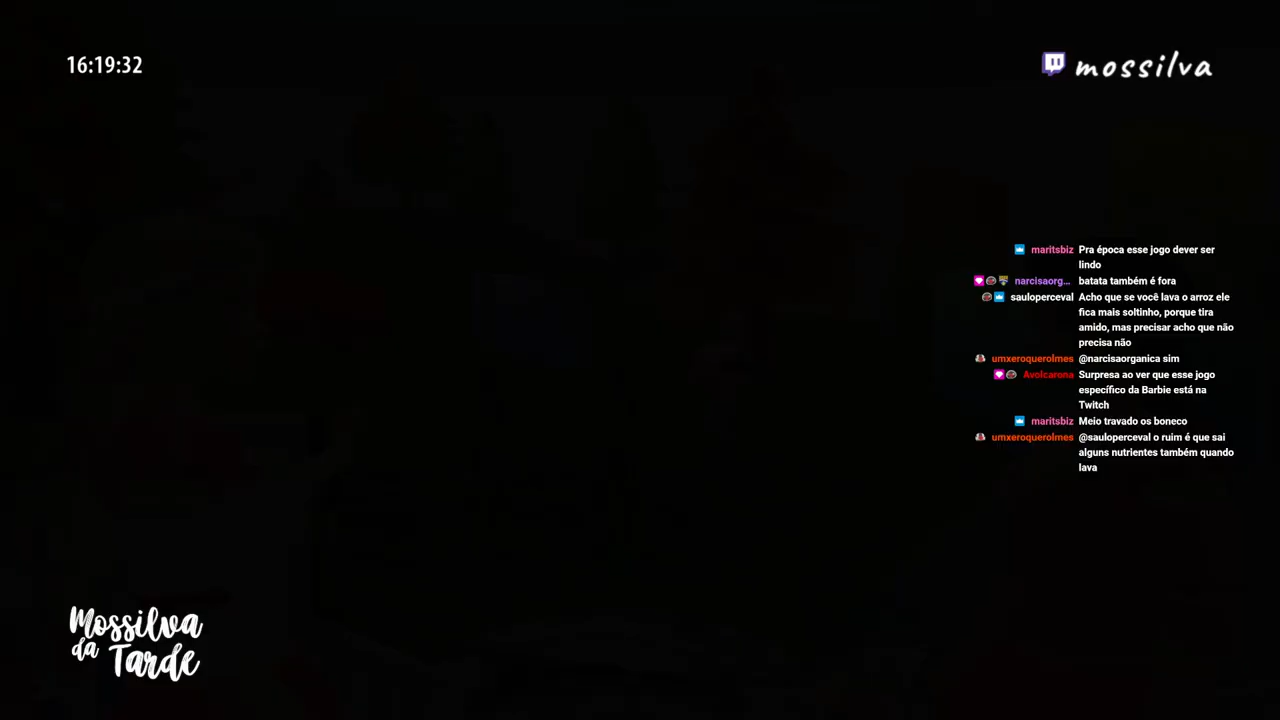 16:19:32
mossilva
maritsbiz Pra época esse jogo dever ser
lindo
narcisaorg... batata também é fora
sauloperceval Acho que se você lava o arroz ele
fica mais soltinho, porque tira
amido, mas precisar acho que não
precisa não
umxeroquerolmes @narcisaorganica sim
Avolcarona Surpresa ao ver que esse jogo
específico da Barbie está na
Twitch
maritsbiz Meio travado os boneco
umxeroquerolmes @sauloperceval o ruim é que sai
alguns nutrientes também quando
lava
Mossilva
da Tarde